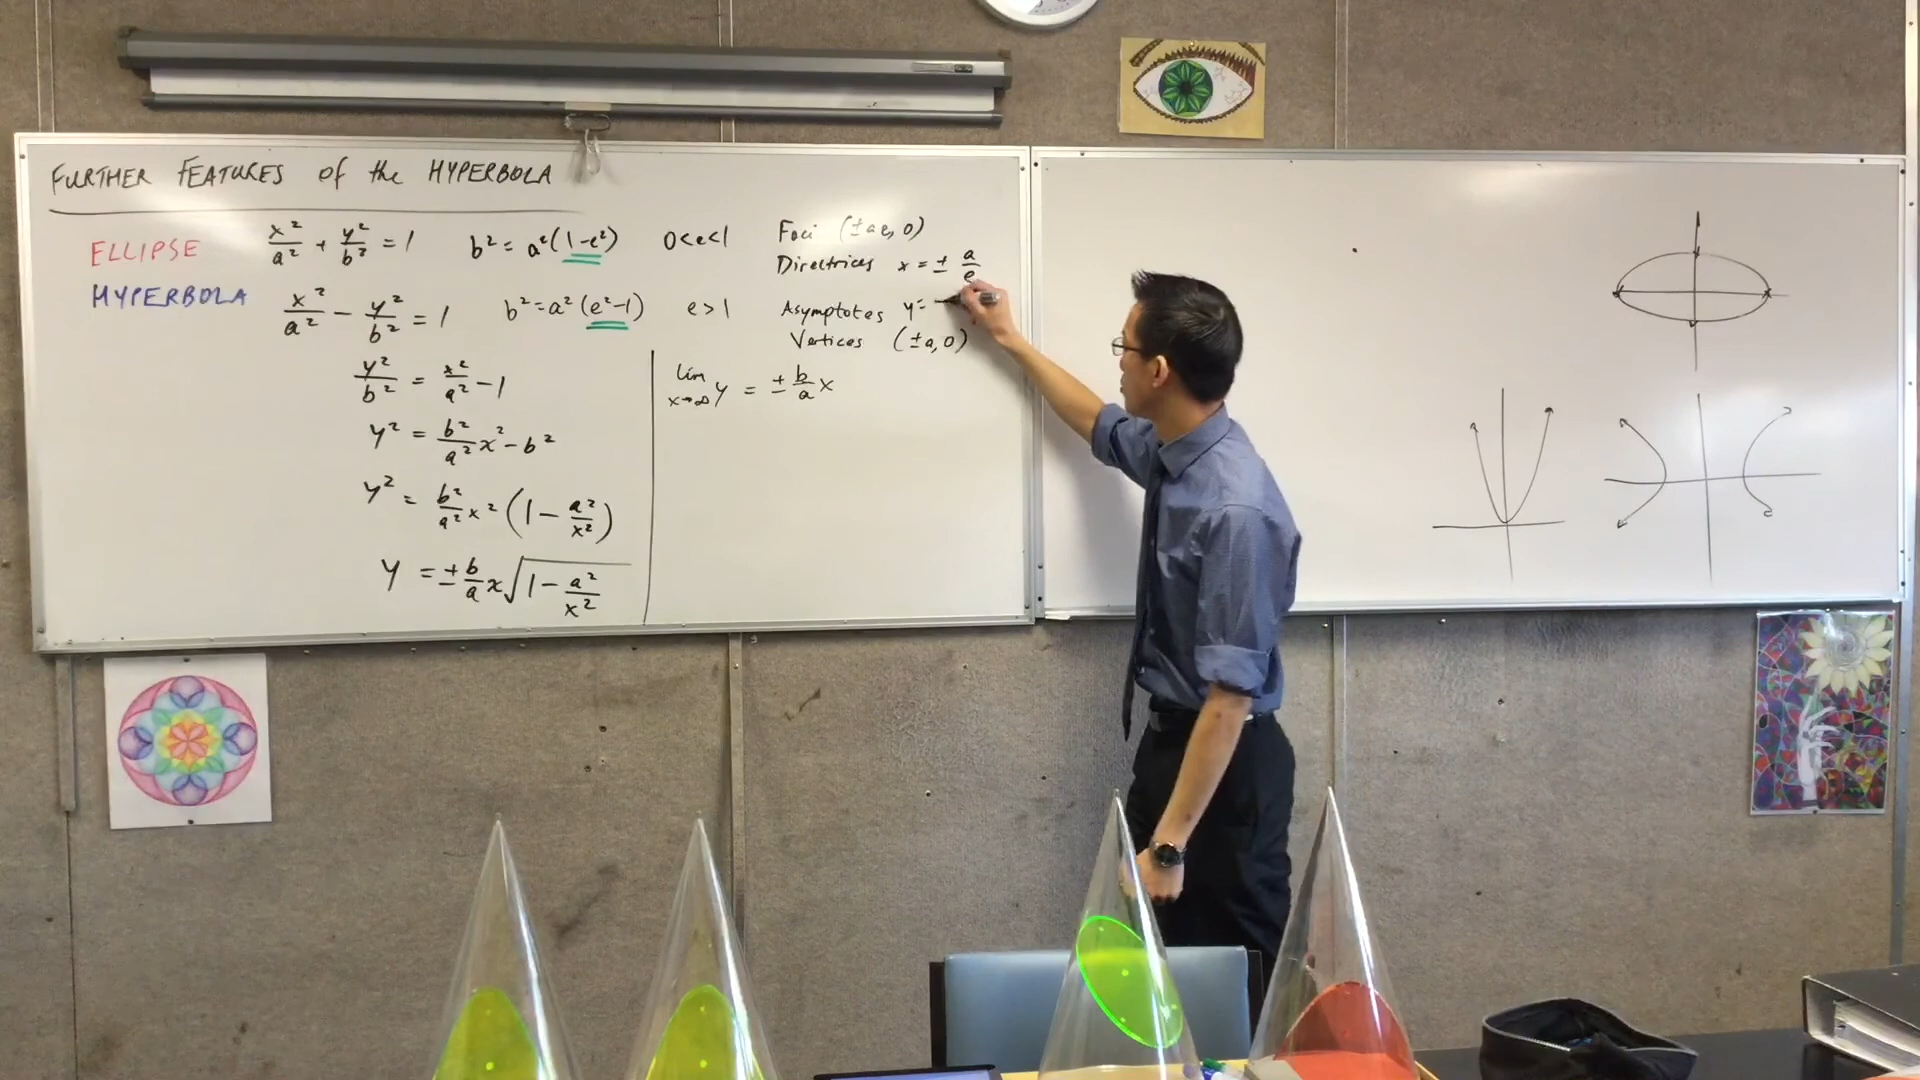 FURTHER FEATURES of the HYPERBOLA
ELLIPSE x²/a² + y²/b² = 1 b² = a²(1-e²) 0<e<1
HYPERBOLA x²/a² - y²/b² = 1 b² = a²(e²-1) e>1
y²/b² = x²/a² - 1
y² = b²/a² x² - b²
y² = b²/a² x² (1 - a²/x²)
y = ± b/a x √(1 - a²/x²)
Foci (±ae, 0)
Directrices x = ± a/e
Asymptotes y =
Vertices (±a, 0)
lim x→∞ y = ± b/a x